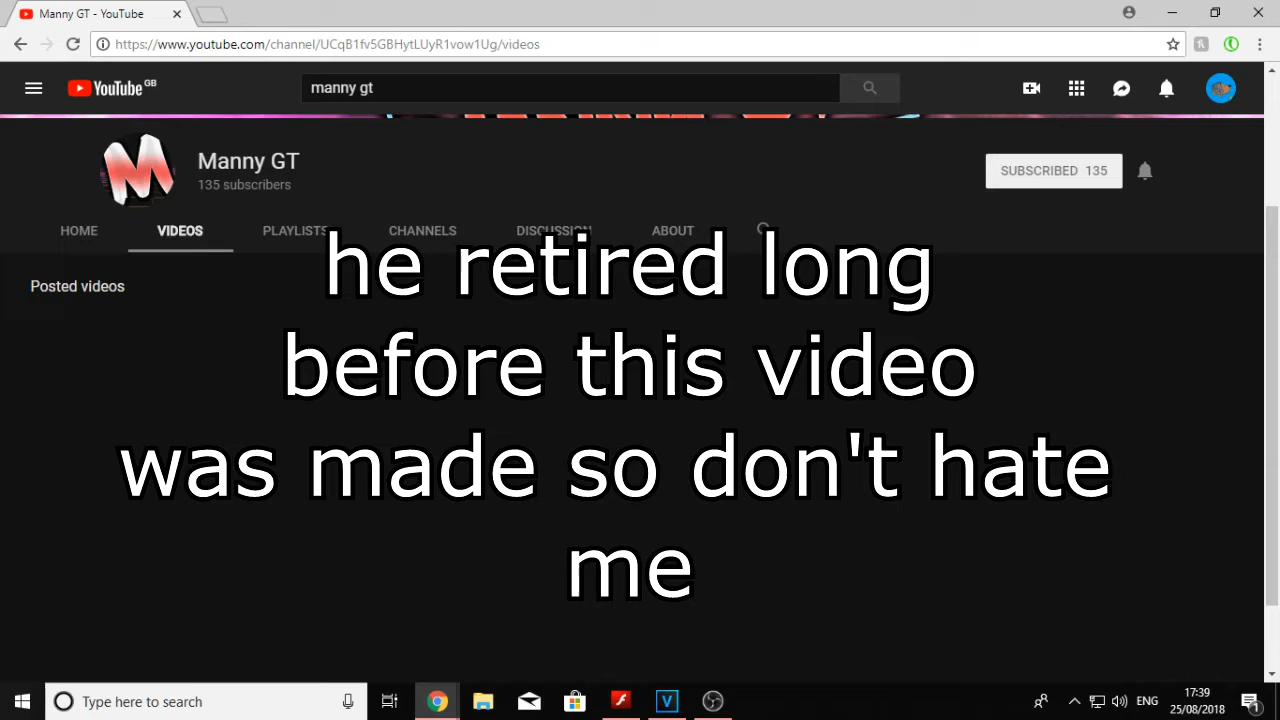 Manny GT - YouTube
https://www.youtube.com/channel/UCqB1fv5GBHytLUyR1vow1Ug/videos
YouTube GB
manny gt
M
Manny GT
135 subscribers
SUBSCRIBED 135
HOME VIDEOS PLAYLISTS CHANNELS DISCUSSION ABOUT
Posted videos
he retired long
before this video
was made so don't hate
me
Type here to search
ENG
17:39
25/08/2018
1